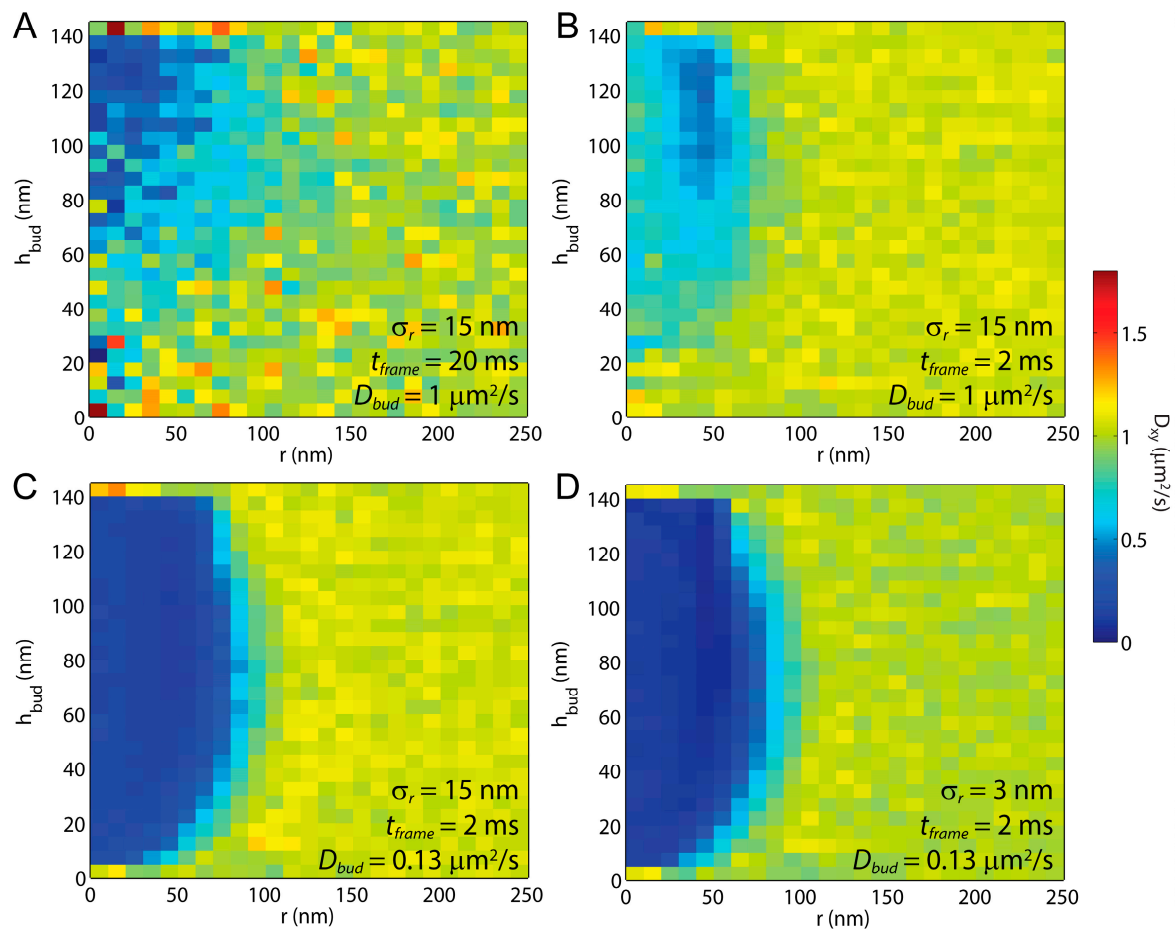 A
140
120
100
80
60
40
20
0
h_bud (nm)
σ_r = 15 nm
t_frame = 20 ms
D_bud = 1 μm²/s
0 50 100 150 200 250
r (nm)
B
140
120
100
80
60
40
20
0
h_bud (nm)
σ_r = 15 nm
t_frame = 2 ms
D_bud = 1 μm²/s
0 50 100 150 200 250
r (nm)
C
140
120
100
80
60
40
20
0
h_bud (nm)
σ_r = 15 nm
t_frame = 2 ms
D_bud = 0.13 μm²/s
0 50 100 150 200 250
r (nm)
D
140
120
100
80
60
40
20
0
h_bud (nm)
σ_r = 3 nm
t_frame = 2 ms
D_bud = 0.13 μm²/s
0 50 100 150 200 250
r (nm)
1.5
1
0.5
0
D_xy (μm²/s)